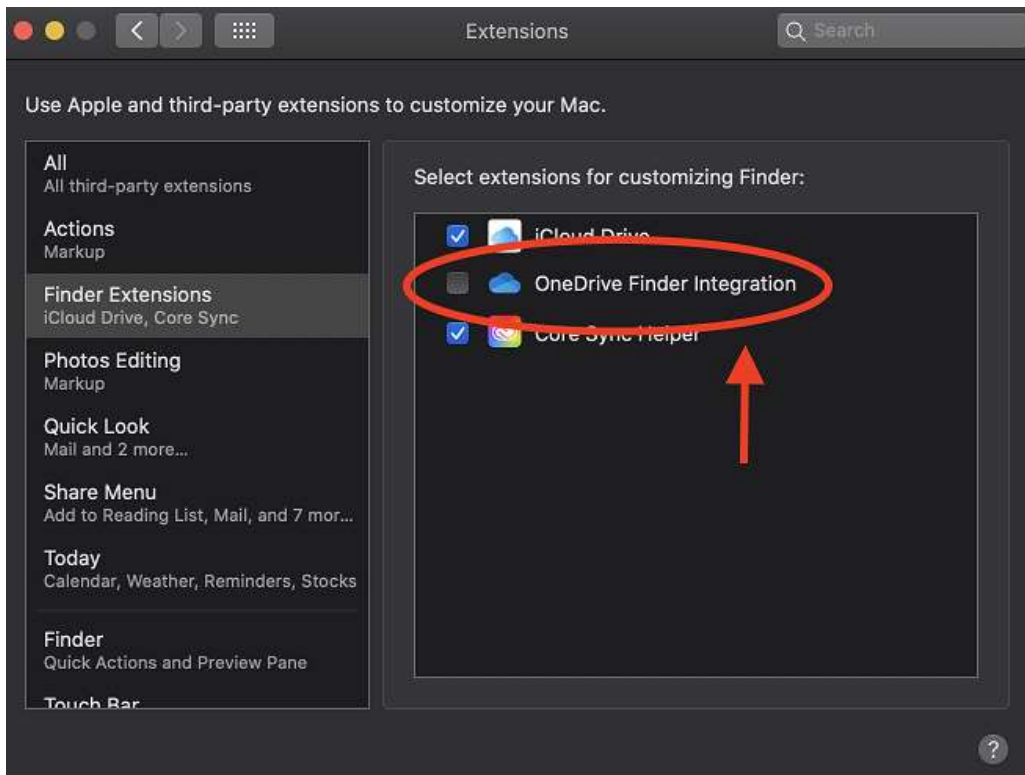 Extensions
Search
Use Apple and third-party extensions to customize your Mac.
All
All third-party extensions
Actions
Markup
Finder Extensions
iCloud Drive, Core Sync
Photos Editing
Markup
Quick Look
Mail and 2 more...
Share Menu
Add to Reading List, Mail, and 7 mor...
Today
Calendar, Weather, Reminders, Stocks
Finder
Quick Actions and Preview Pane
Touch Bar
Select extensions for customizing Finder:
iCloud Drive
OneDrive Finder Integration
Core Sync Helper
?